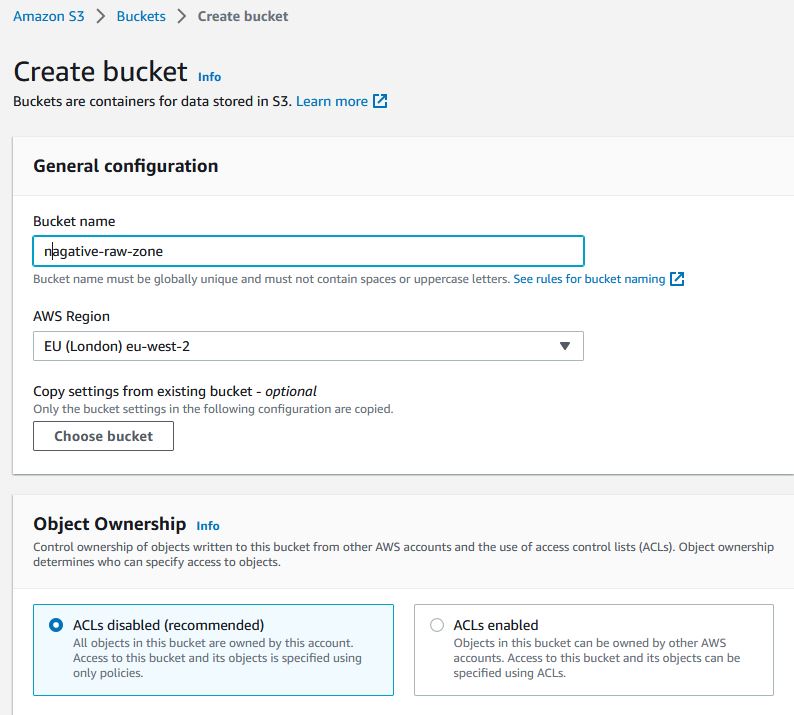 Amazon S3 > Buckets > Create bucket
Create bucket Info
Buckets are containers for data stored in S3. Learn more
General configuration
Bucket name
nagative-raw-zone
Bucket name must be globally unique and must not contain spaces or uppercase letters. See rules for bucket naming
AWS Region
EU (London) eu-west-2
Copy settings from existing bucket - optional
Only the bucket settings in the following configuration are copied.
Choose bucket
Object Ownership Info
Control ownership of objects written to this bucket from other AWS accounts and the use of access control lists (ACLs). Object ownership
determines who can specify access to objects.
ACLs disabled (recommended)
All objects in this bucket are owned by this account.
Access to this bucket and its objects is specified using
only policies.
ACLs enabled
Objects in this bucket can be owned by other AWS
accounts. Access to this bucket and its objects can be
specified using ACLs.